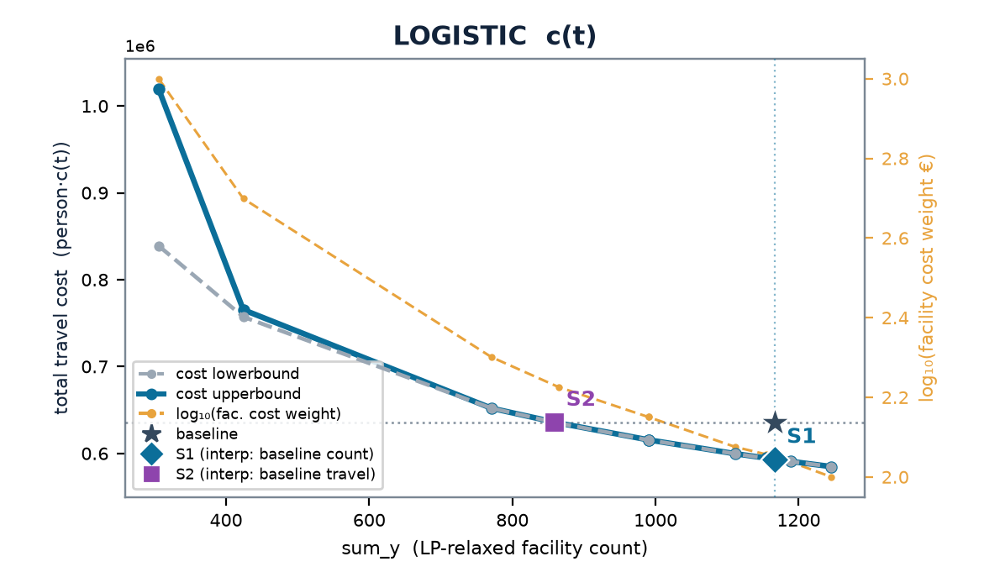 LOGISTIC  c(t)
1e6
1.0
0.9
0.8
0.7
0.6
total travel cost  (person·c(t))
3.0
2.8
2.6
2.4
2.2
2.0
log₁₀(facility cost weight €)
S2
S1
cost lowerbound
cost upperbound
log₁₀(fac. cost weight)
baseline
S1 (interp: baseline count)
S2 (interp: baseline travel)
400
600
800
1000
1200
sum_y  (LP-relaxed facility count)